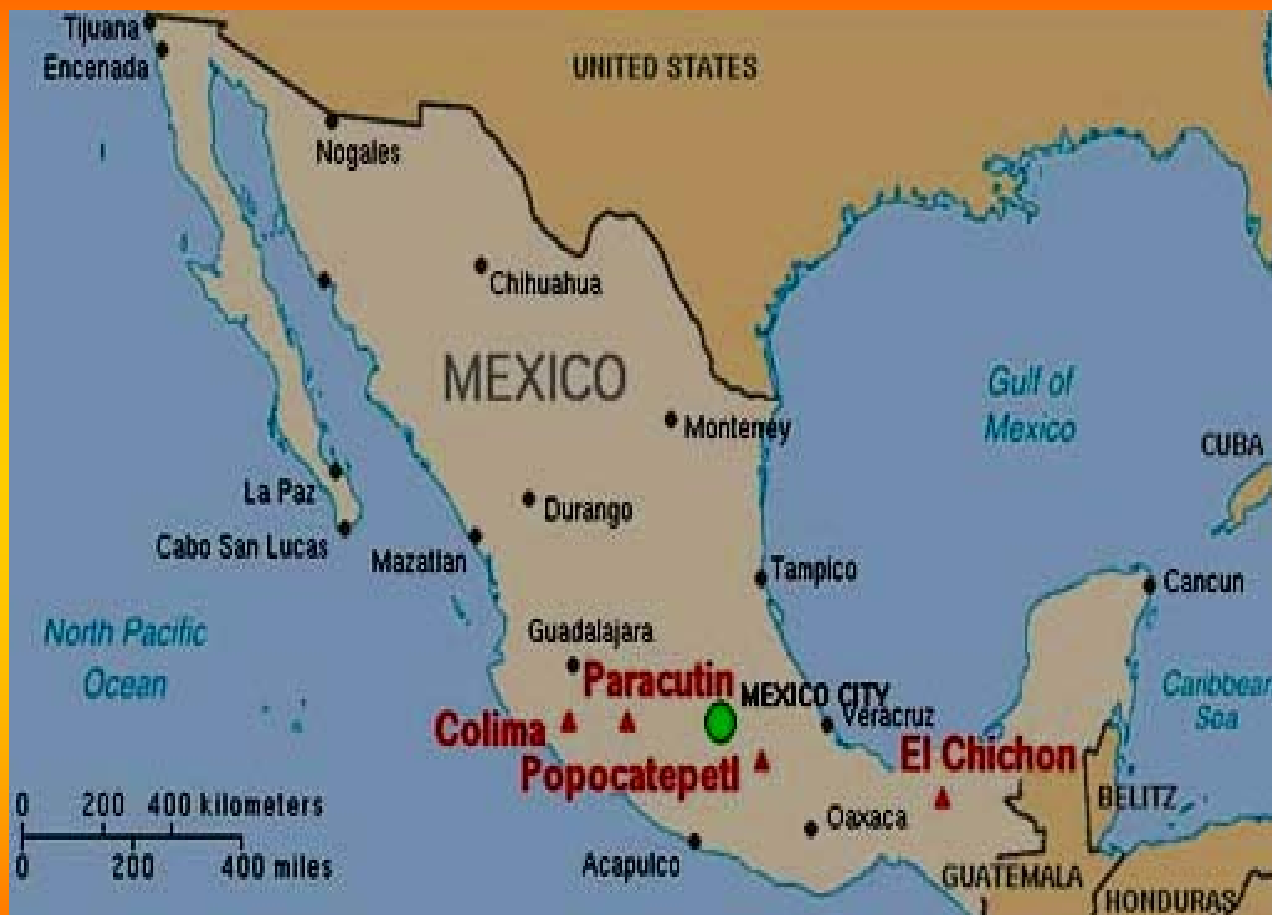 Tijuana
Encenada
UNITED STATES
Nogales
Chihuahua
MEXICO
Gulf of
Mexico
Monterrey
CUBA
La Paz
Durango
Cabo San Lucas
Mazatlan
Tampico
Cancun
North Pacific
Ocean
Guadalajara
Paracutin
MEXICO CITY
Caribbean
Sea
Colima
Veracruz
Popocatepetl
El Chichon
0 200 400 kilometers
BELITZ
Oaxaca
0 200 400 miles
Acapulco
GUATEMALA
HONDURAS